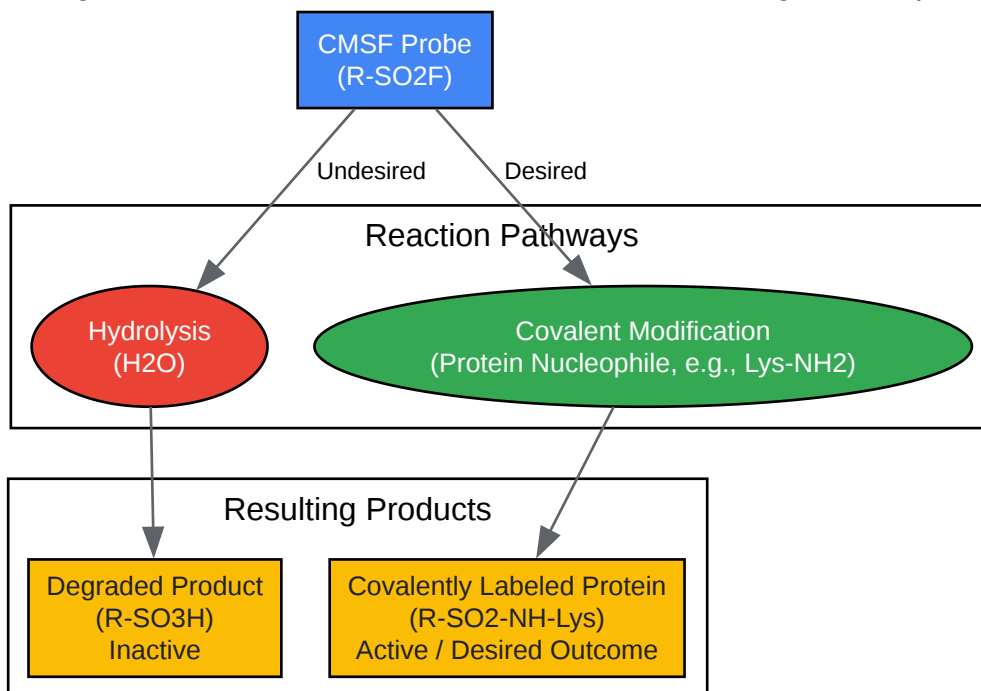 CMSF Probe
(R-SO2F)
Undesired
Desired
Reaction Pathways
Hydrolysis
(H2O)
Covalent Modification
(Protein Nucleophile, e.g., Lys-NH2)
Resulting Products
Degraded Product
(R-SO3H)
Inactive
Covalently Labeled Protein
(R-SO2-NH-Lys)
Active / Desired Outcome